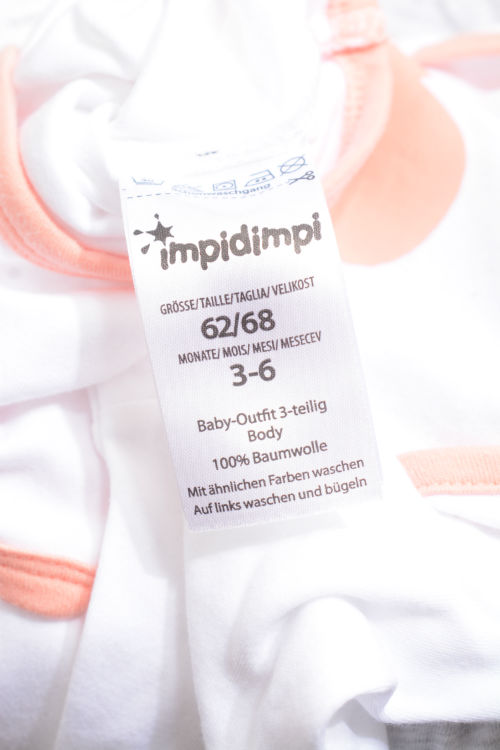 impidimpi
GRÖSSE/TAILLE/TAGLIA/VELIKOST
62/68
MONATE/MOIS/MESI/MESECEV
3-6
Baby-Outfit 3-teilig
Body
100% Baumwolle
Mit ähnlichen Farben waschen
Auf links waschen und bügeln